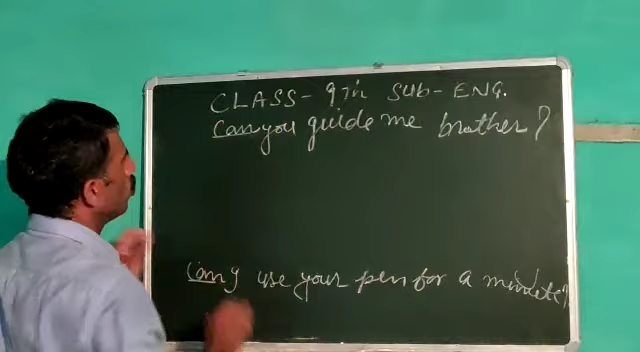 CLASS - 9th SUB - ENG.
Can you guide me brother?
Can y use your pen for a minute?